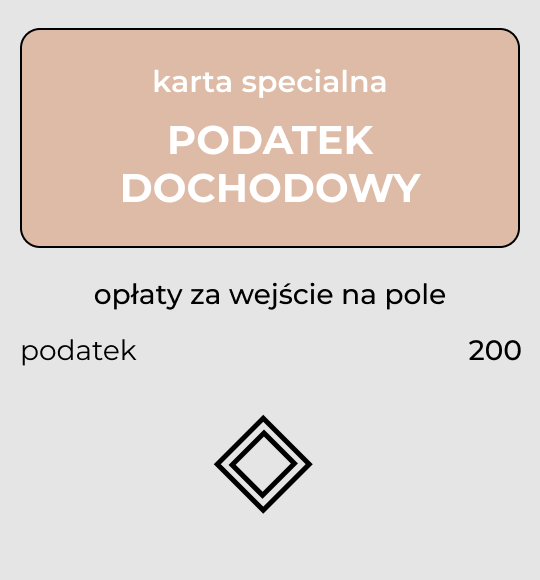 karta specialna
PODATEK
DOCHODOWY
opłaty za wejście na pole
podatek 200